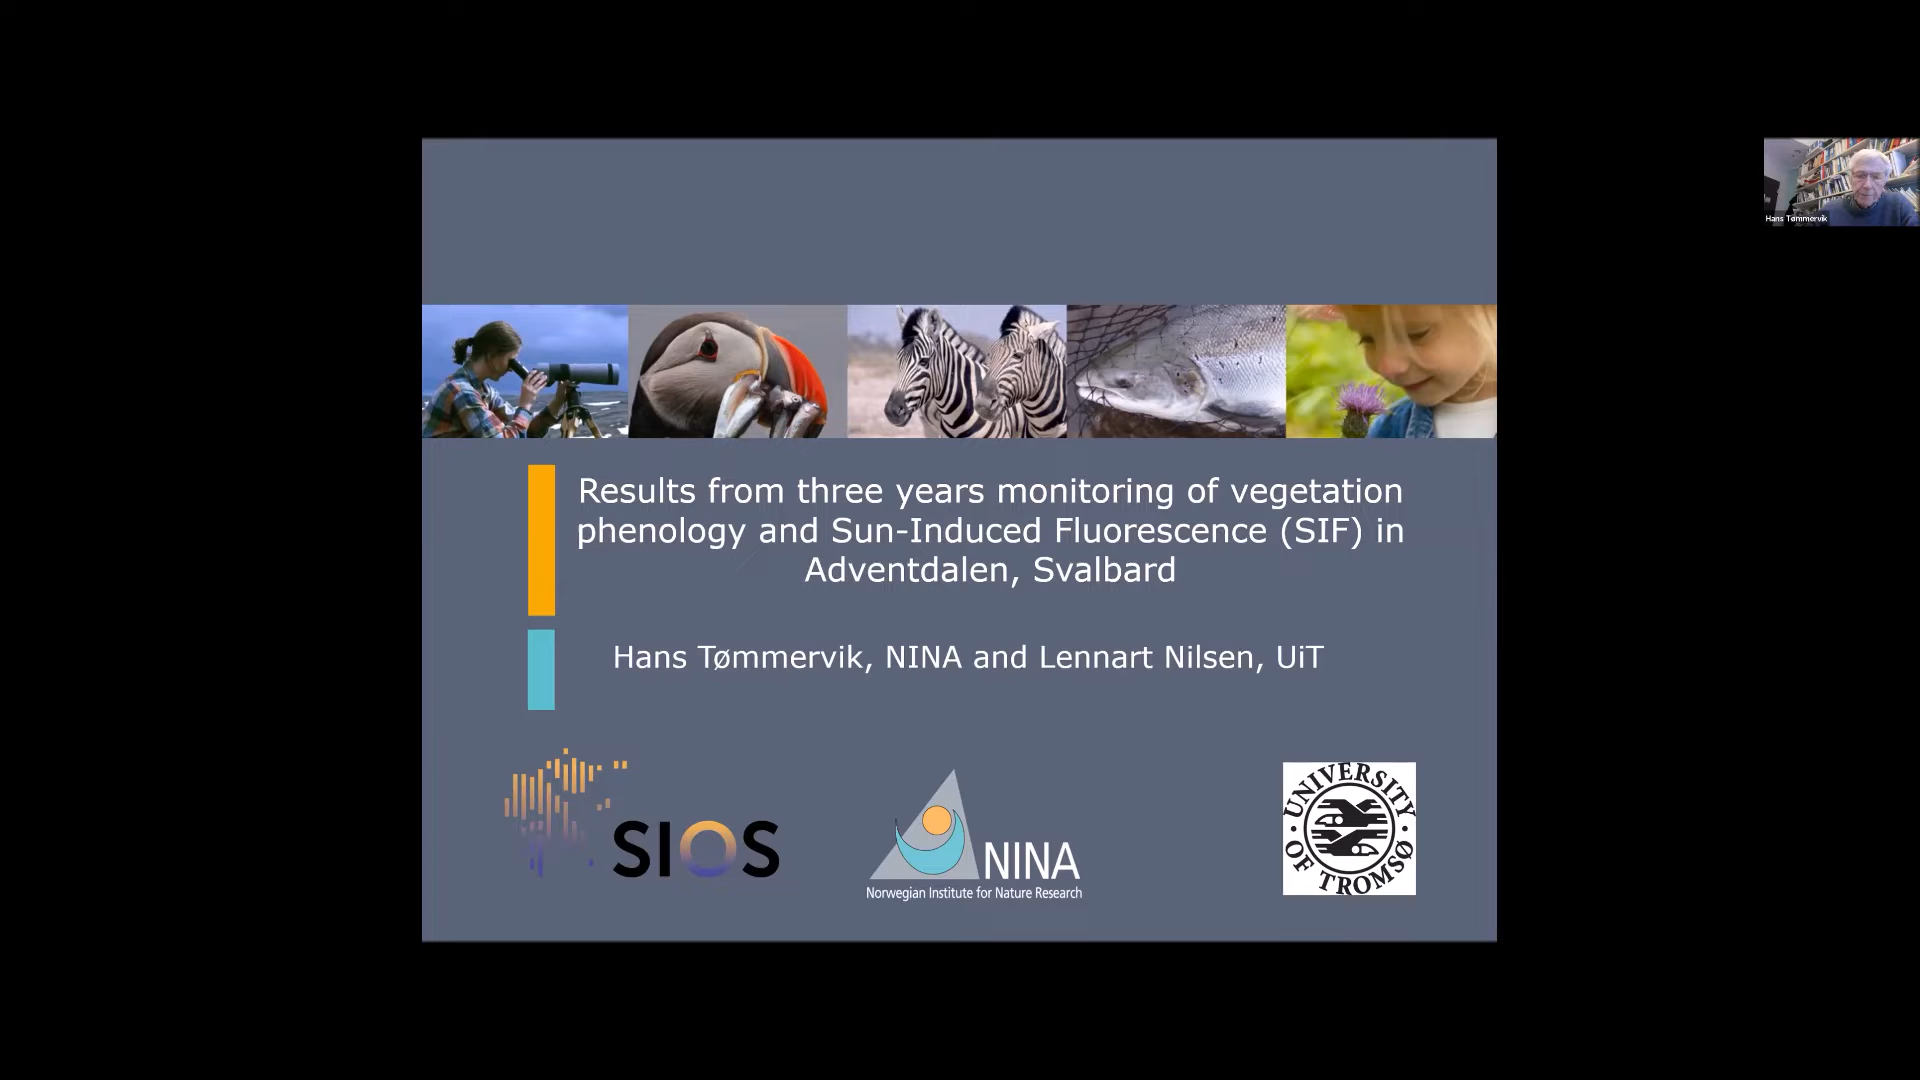 Hans Tømmervik
Results from three years monitoring of vegetation
phenology and Sun-Induced Fluorescence (SIF) in
Adventdalen, Svalbard
Hans Tømmervik, NINA and Lennart Nilsen, UiT
SIOS
NINA
Norwegian Institute for Nature Research
UNIVERSITY
OF TROMSØ